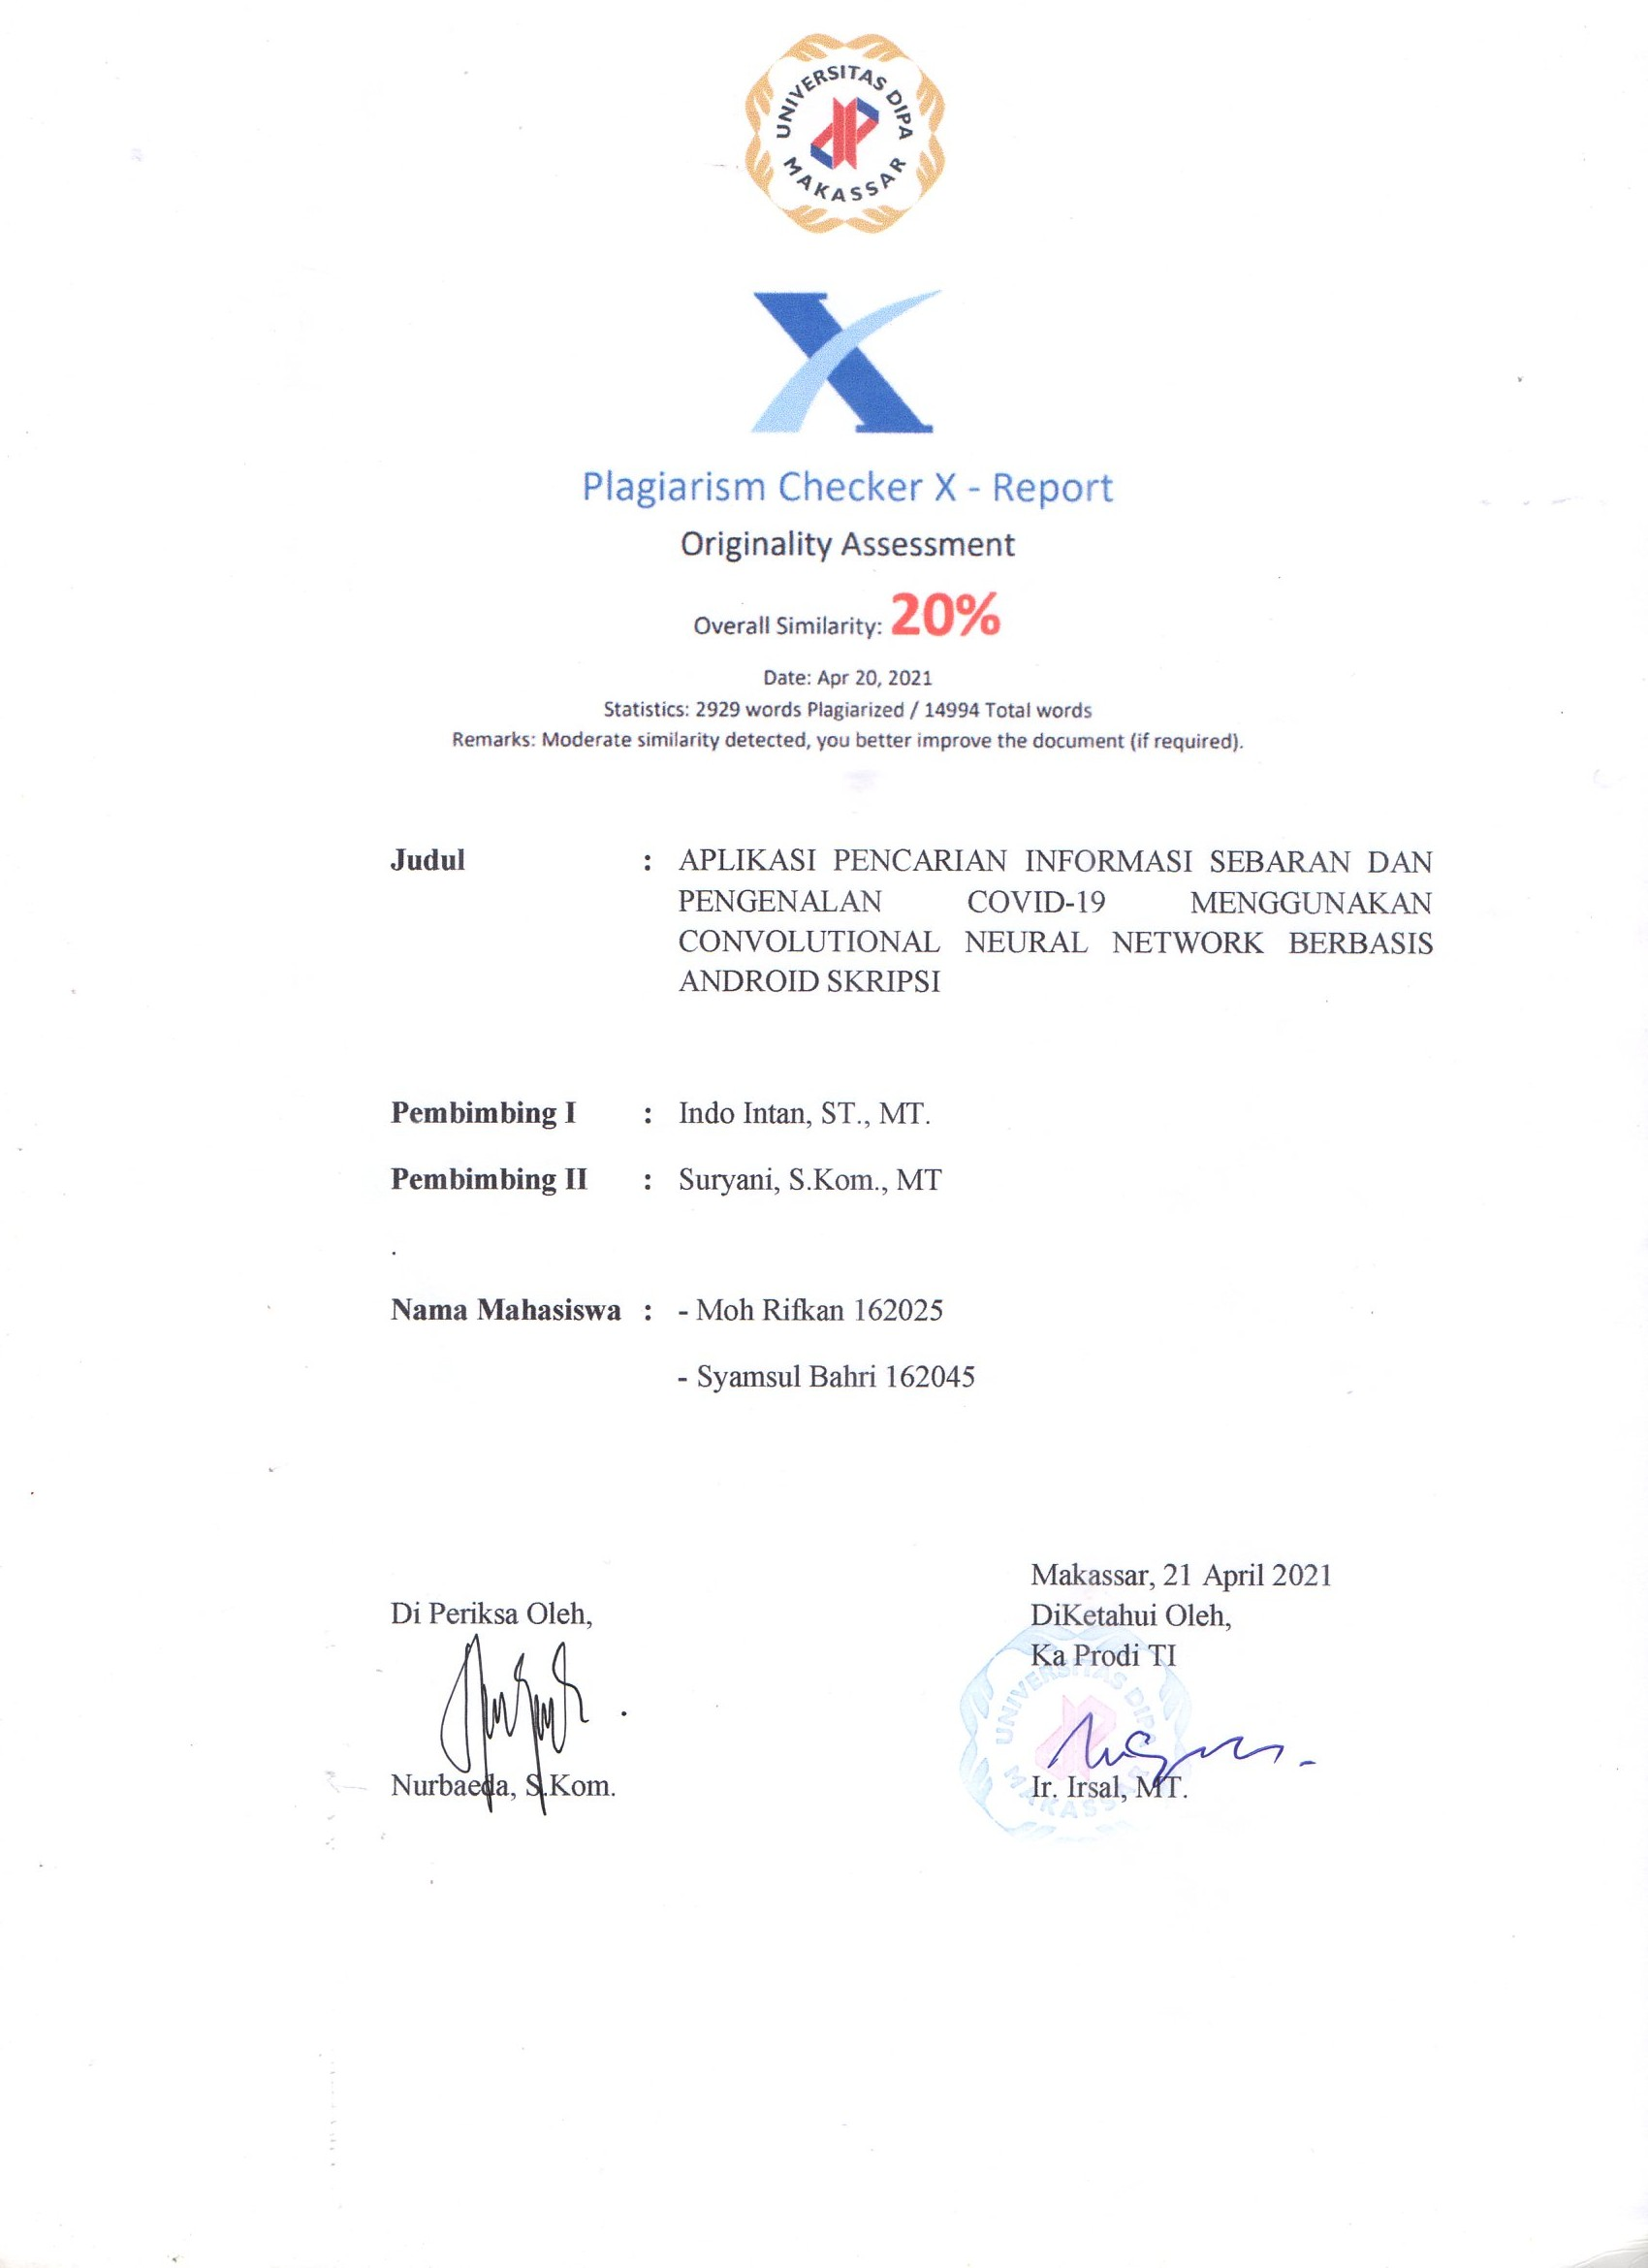 UNIVERSITAS DIPA
MAKASSAR
Plagiarism Checker X - Report
Originality Assessment
Overall Similarity: 20%
Date: Apr 20, 2021
Statistics: 2929 words Plagiarized / 14994 Total words
Remarks: Moderate similarity detected, you better improve the document (if required).
Judul : APLIKASI PENCARIAN INFORMASI SEBARAN DAN
PENGENALAN COVID-19 MENGGUNAKAN
CONVOLUTIONAL NEURAL NETWORK BERBASIS
ANDROID SKRIPSI
Pembimbing I : Indo Intan, ST., MT.
Pembimbing II : Suryani, S.Kom., MT
.
Nama Mahasiswa : - Moh Rifkan 162025
- Syamsul Bahri 162045
Makassar, 21 April 2021
Di Periksa Oleh,
DiKetahui Oleh,
Ka Prodi TI
UNIVERSITAS DIPA
MAKASSAR
Nurbaeda, S.Kom.
Ir. Irsal, MT.